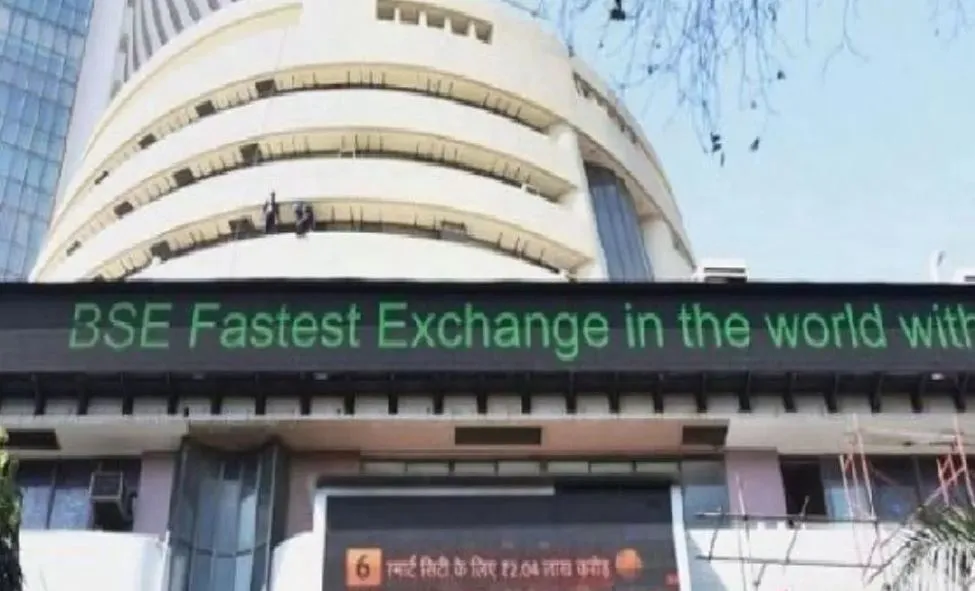 BSE Fastest Exchange in the world with
6 स्मार्ट सिटी के लिए ₹2.04 लाख करोड़